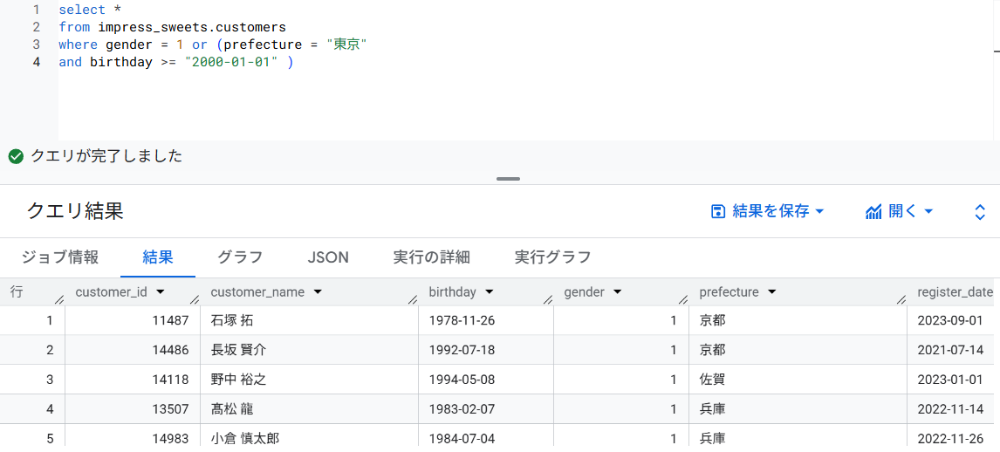 1 select *
2 from impress_sweets.customers
3 where gender = 1 or (prefecture = "東京"
4 and birthday >= "2000-01-01" )
クエリが完了しました
クエリ結果 結果を保存 開く
ジョブ情報 結果 グラフ JSON 実行の詳細 実行グラフ
行 customer_id customer_name birthday gender prefecture register_date
1 11487 石塚 拓 1978-11-26 1 京都 2023-09-01
2 14486 長坂 賢介 1992-07-18 1 京都 2021-07-14
3 14118 野中 裕之 1994-05-08 1 佐賀 2023-01-01
4 13507 髙松 龍 1983-02-07 1 兵庫 2022-11-14
5 14983 小倉 慎太郎 1984-07-04 1 兵庫 2022-11-26